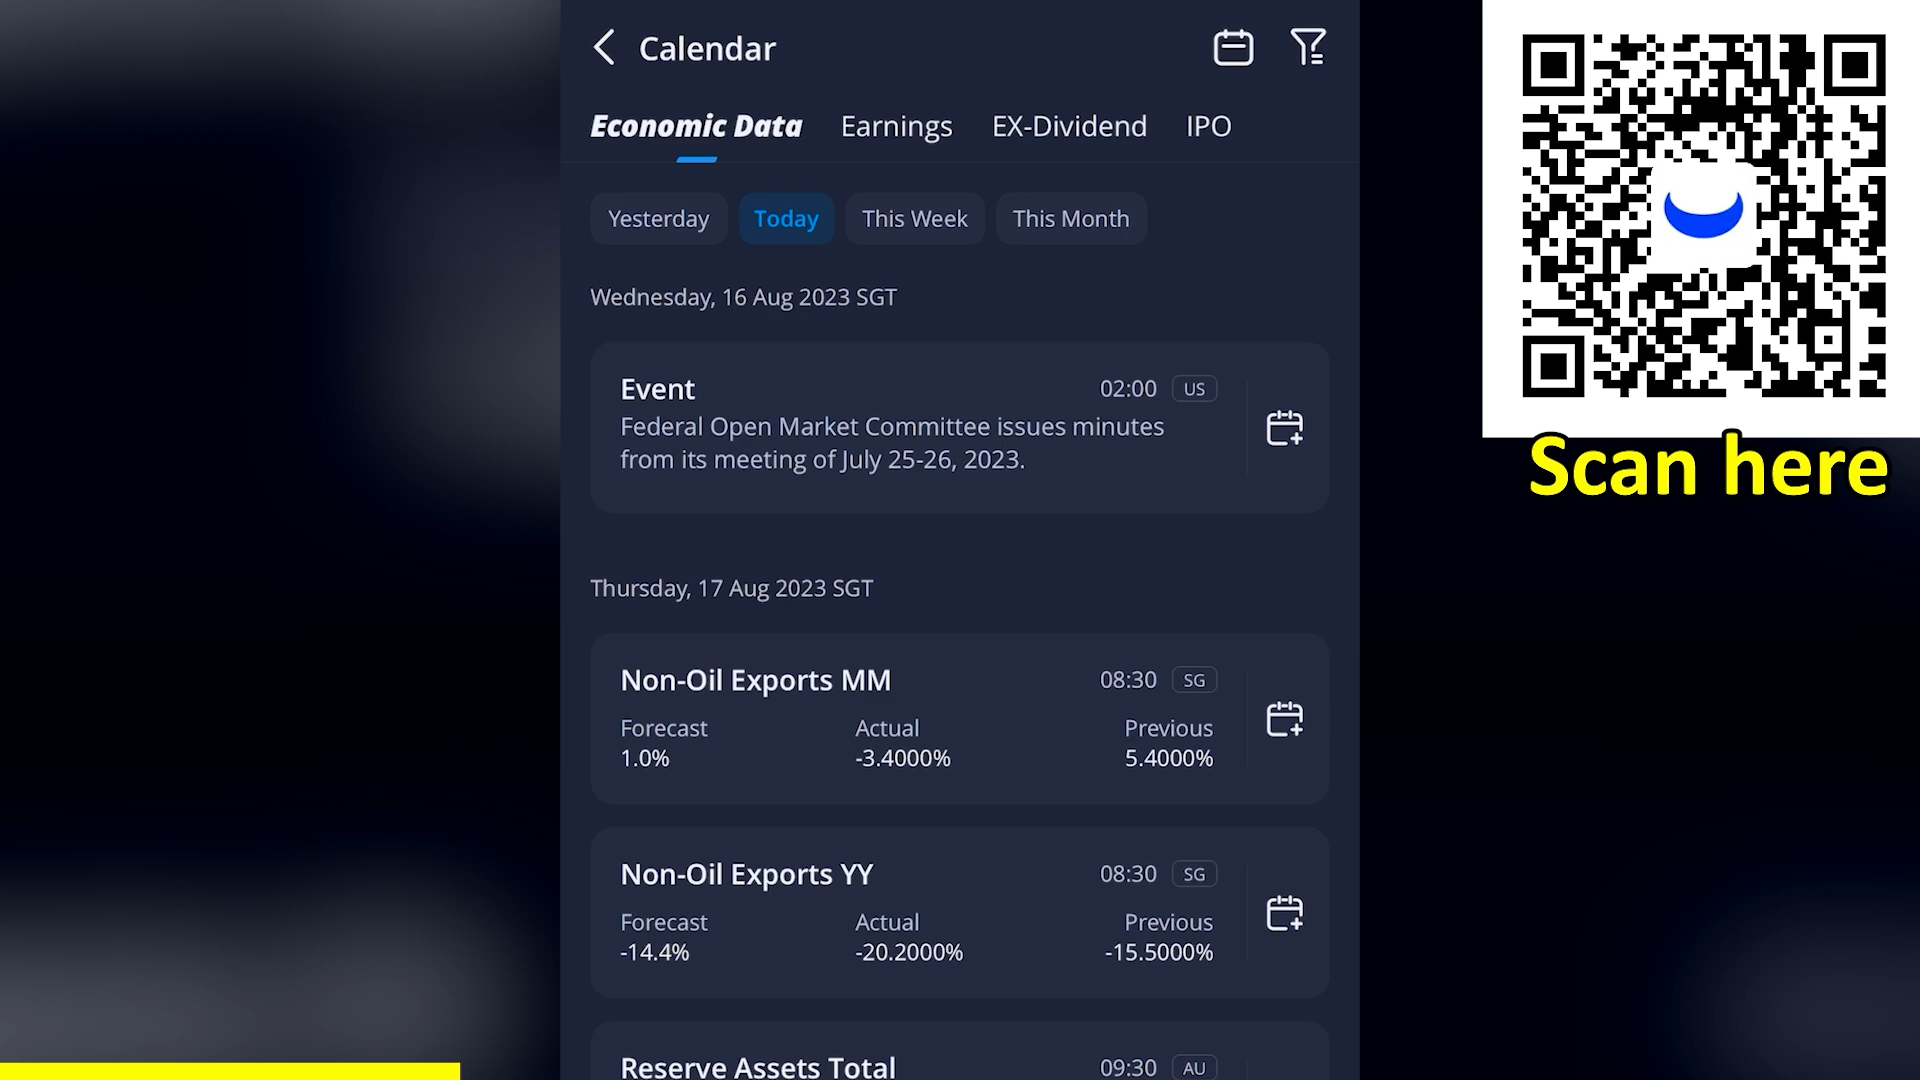 Calendar
Economic Data Earnings EX-Dividend IPO
Yesterday Today This Week This Month
Wednesday, 16 Aug 2023 SGT
Event 02:00 US
Federal Open Market Committee issues minutes
from its meeting of July 25-26, 2023.
Thursday, 17 Aug 2023 SGT
Non-Oil Exports MM 08:30 SG
Forecast Actual Previous
1.0% -3.4000% 5.4000%
Non-Oil Exports YY 08:30 SG
Forecast Actual Previous
-14.4% -20.2000% -15.5000%
Reserve Assets Total 09:30 AU
Scan here